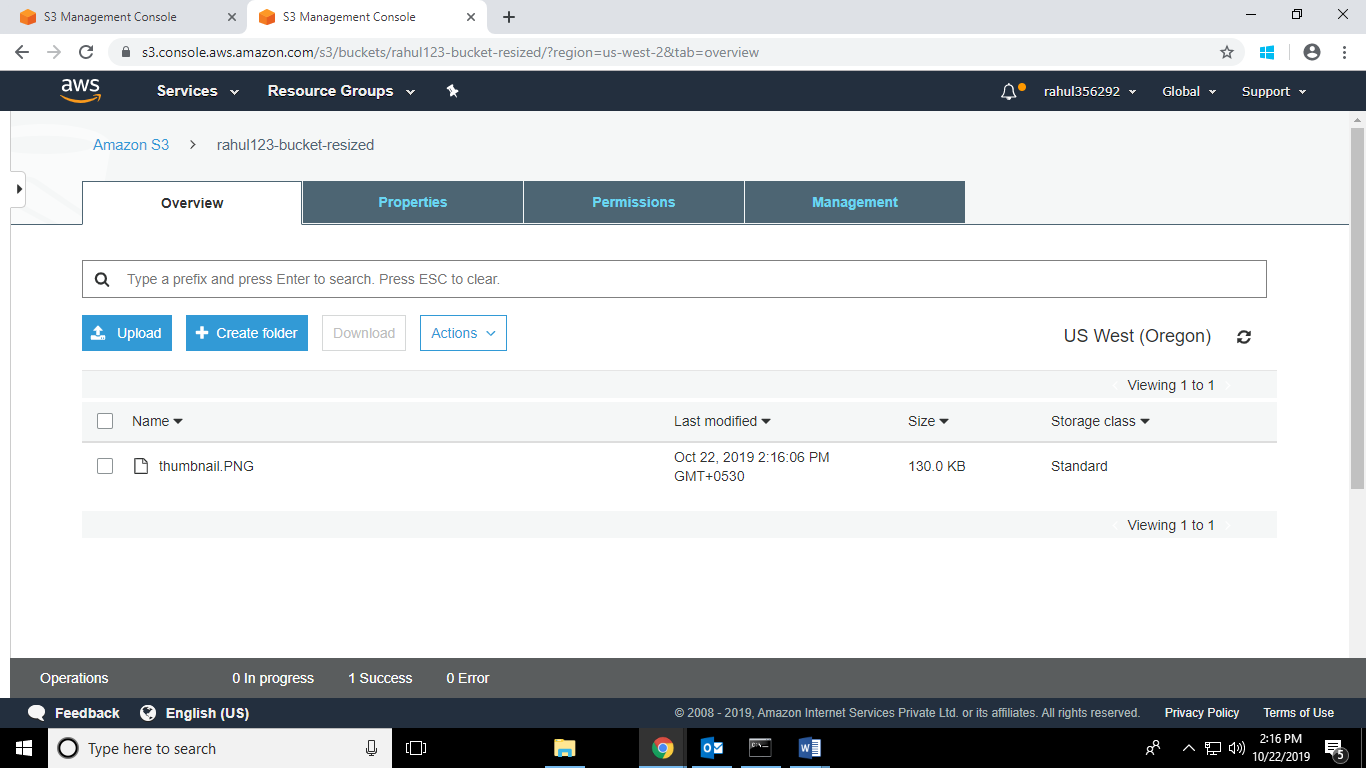 S3 Management Console
S3 Management Console
s3.console.aws.amazon.com/s3/buckets/rahul123-bucket-resized/?region=us-west-2&tab=overview
aws Services Resource Groups rahul356292 Global Support
Amazon S3 > rahul123-bucket-resized
Overview Properties Permissions Management
Type a prefix and press Enter to search. Press ESC to clear.
Upload + Create folder Download Actions US West (Oregon)
Viewing 1 to 1
Name Last modified Size Storage class
thumbnail.PNG Oct 22, 2019 2:16:06 PM GMT+0530 130.0 KB Standard
Viewing 1 to 1
Operations 0 In progress 1 Success 0 Error
Feedback English (US) © 2008 - 2019, Amazon Internet Services Private Ltd. or its affiliates. All rights reserved. Privacy Policy Terms of Use
Type here to search 2:16 PM
10/22/2019 5